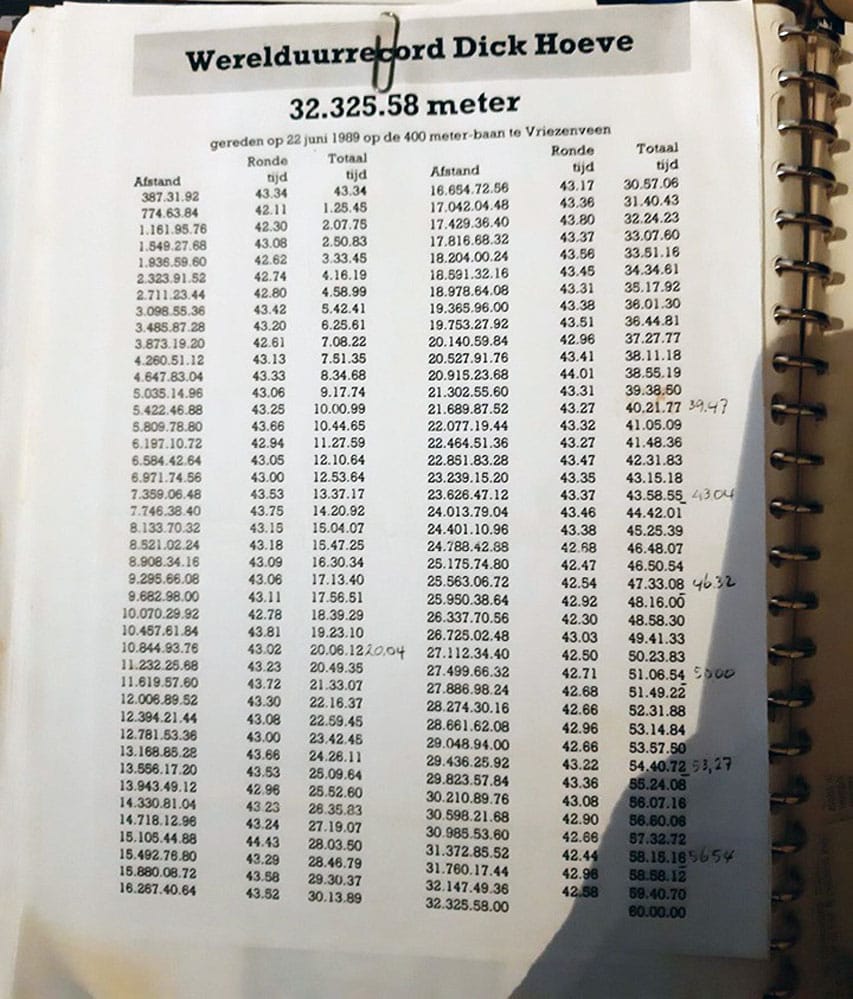 Werelduurrecord Dick Hoeve
32.325.58 meter
gereden op 22 juni 1989 op de 400 meter-baan te Vriezenveen
Afstand Ronde tijd Totaal tijd
387.31.92 43.34 43.34
774.63.84 42.11 1.25.45
1.161.95.76 42.30 2.07.75
1.549.27.68 43.08 2.50.83
1.936.59.60 42.62 3.33.45
2.323.91.52 42.74 4.16.19
2.711.23.44 42.80 4.58.99
3.098.55.36 43.42 5.42.41
3.485.87.28 43.20 6.25.61
3.873.19.20 42.61 7.08.22
4.260.51.12 43.13 7.51.35
4.647.83.04 43.33 8.34.68
5.035.14.96 43.06 9.17.74
5.422.46.88 43.25 10.00.99
5.809.78.80 43.66 10.44.65
6.197.10.72 42.94 11.27.59
6.584.42.64 43.05 12.10.64
6.971.74.56 43.00 12.53.64
7.359.06.48 43.53 13.37.17
7.746.38.40 43.75 14.20.92
8.133.70.32 43.15 15.04.07
8.521.02.24 43.18 15.47.25
8.908.34.16 43.09 16.30.34
9.295.66.08 43.06 17.13.40
9.682.98.00 43.11 17.56.51
10.070.29.92 42.78 18.39.29
10.457.61.84 43.81 19.23.10
10.844.93.76 43.02 20.06.12 20.04
11.232.25.68 43.23 20.49.35
11.619.57.60 43.72 21.33.07
12.006.89.52 43.30 22.16.37
12.394.21.44 43.08 22.59.45
12.781.53.36 43.00 23.42.45
13.168.85.28 43.66 24.26.11
13.556.17.20 43.53 25.09.64
13.943.49.12 42.96 25.52.60
14.330.81.04 43.23 26.35.83
14.718.12.96 43.24 27.19.07
15.105.44.88 44.43 28.03.50
15.492.76.80 43.29 28.46.79
15.880.08.72 43.58 29.30.37
16.267.40.64 43.52 30.13.89
Afstand Ronde tijd Totaal tijd
16.654.72.56 43.17 30.57.06
17.042.04.48 43.36 31.40.43
17.429.36.40 43.80 32.24.23
17.816.68.32 43.37 33.07.60
18.204.00.24 43.56 33.51.16
18.591.32.16 43.45 34.34.61
18.978.64.08 43.31 35.17.92
19.365.96.00 43.38 36.01.30
19.753.27.92 43.51 36.44.81
20.140.59.84 42.96 37.27.77
20.527.91.76 43.41 38.11.18
20.915.23.68 44.01 38.55.19
21.302.55.60 43.31 39.38.50
21.689.87.52 43.27 40.21.77 39.47
22.077.19.44 43.32 41.05.09
22.464.51.36 43.27 41.48.36
22.851.83.28 43.47 42.31.83
23.239.15.20 43.35 43.15.18
23.626.47.12 43.37 43.58.55 43.04
24.013.79.04 43.46 44.42.01
24.401.10.96 43.38 45.25.39
24.788.42.88 42.68 46.48.07
25.175.74.80 42.47 46.50.54
25.563.06.72 42.54 47.33.08 46.32
25.950.38.64 42.92 48.16.00
26.337.70.56 42.30 48.58.30
26.725.02.48 43.03 49.41.33
27.112.34.40 42.50 50.23.83
27.499.66.32 42.71 51.06.54 5000
27.886.98.24 42.68 51.49.22
28.274.30.16 42.66 52.31.88
28.661.62.08 42.96 53.14.84
29.048.94.00 42.66 53.57.50
29.436.25.92 43.22 54.40.72 53,27
29.823.57.84 43.36 55.24.08
30.210.89.76 43.08 56.07.16
30.598.21.68 42.90 56.60.06
30.985.53.60 42.66 57.32.72
31.372.85.52 42.44 58.15.16 5654
31.760.17.44 42.96 58.58.12
32.147.49.36 42.58 59.40.70
32.325.58.00 60.00.00